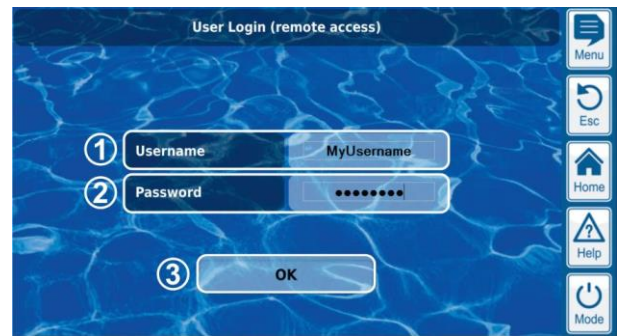 User Login (remote access)
Menu
Esc
1 Username MyUsername
2 Password ••••••••
Home
Help
3 OK
Mode